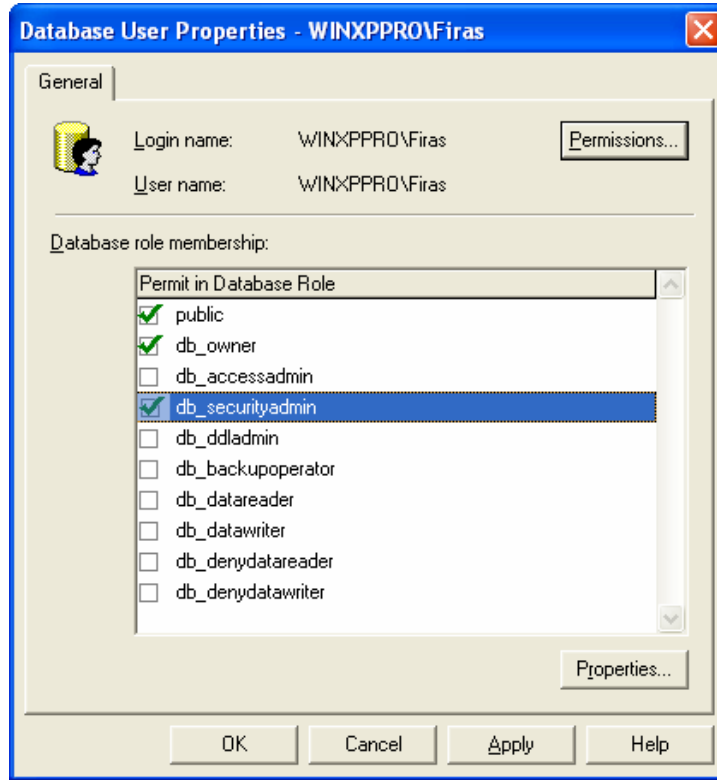 Database User Properties - WINXPPRO\Firas
General
Login name: WINXPPRO\Firas Permissions...
User name: WINXPPRO\Firas
Database role membership:
Permit in Database Role
public
db_owner
db_accessadmin
db_securityadmin
db_ddladmin
db_backupoperator
db_datareader
db_datawriter
db_denydatareader
db_denydatawriter
Properties...
OK Cancel Apply Help